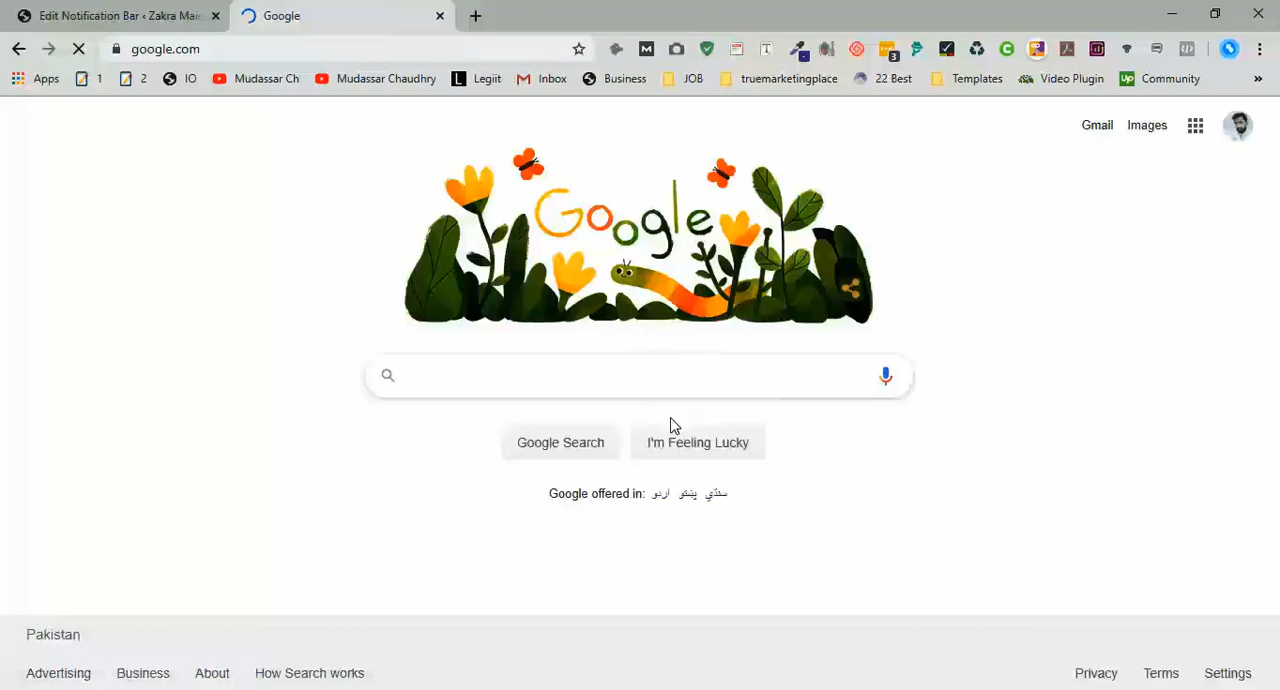 Edit Notification Bar ‹ Zakra Main
Google
google.com
3
Apps 1 2 IO Mudassar Ch Mudassar Chaudhry Legiit Inbox Business JOB truemarketingplace 22 Best Templates Video Plugin Community »
Gmail Images
Google
Google Search I'm Feeling Lucky
Google offered in: اردو پښتو سنڌي
Pakistan
Advertising Business About How Search works Privacy Terms Settings